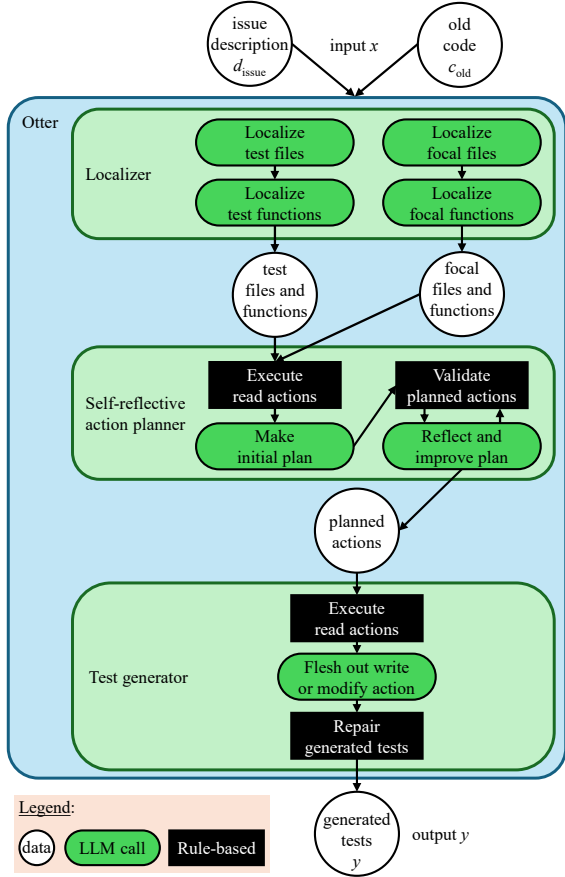 issue
description
d_issue
input x
old
code
c_old
Otter
Localizer
Localize
test files
Localize
focal files
Localize
test functions
Localize
focal functions
test
files and
functions
focal
files and
functions
Self-reflective
action planner
Execute
read actions
Validate
planned actions
Make
initial plan
Reflect and
improve plan
planned
actions
Test generator
Execute
read actions
Flesh out write
or modify action
Repair
generated tests
generated
tests
y
output y
Legend:
data
LLM call
Rule-based